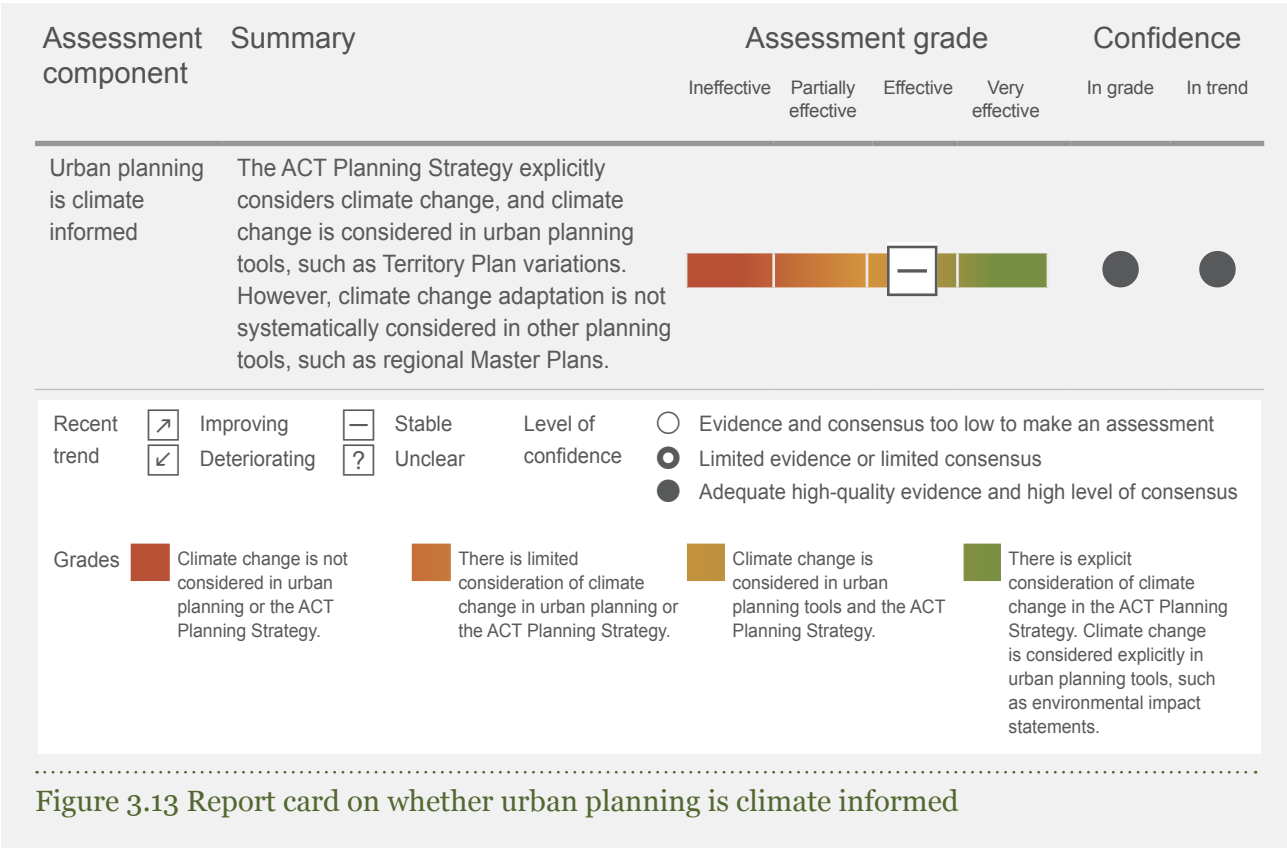 Assessment component
Summary
Assessment grade
Confidence
Ineffective
Partially effective
Effective
Very effective
In grade
In trend
Urban planning
is climate
informed
The ACT Planning Strategy explicitly
considers climate change, and climate
change is considered in urban planning
tools, such as Territory Plan variations.
However, climate change adaptation is not
systematically considered in other planning
tools, such as regional Master Plans.
Recent
trend
Improving
Deteriorating
Stable
? Unclear
Level of
confidence
Evidence and consensus too low to make an assessment
Limited evidence or limited consensus
Adequate high-quality evidence and high level of consensus
Grades
Climate change is not
considered in urban
planning or the ACT
Planning Strategy.
There is limited
consideration of climate
change in urban planning or
the ACT Planning Strategy.
Climate change is
considered in urban
planning tools and the ACT
Planning Strategy.
There is explicit
consideration of climate
change in the ACT Planning
Strategy. Climate change
is considered explicitly in
urban planning tools, such
as environmental impact
statements.
Figure 3.13 Report card on whether urban planning is climate informed